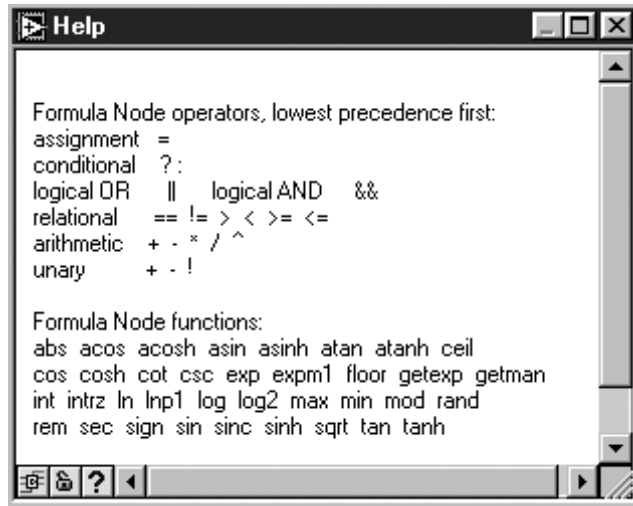 Help
Formula Node operators, lowest precedence first:
assignment =
conditional ? :
logical OR || logical AND &&
relational == != > < >= <=
arithmetic + - * / ^
unary + - !
Formula Node functions:
abs acos acosh asin asinh atan atanh ceil
cos cosh cot csc exp expm1 floor getexp getman
int intrz ln lnp1 log log2 max min mod rand
rem sec sign sin sinc sinh sqrt tan tanh
?